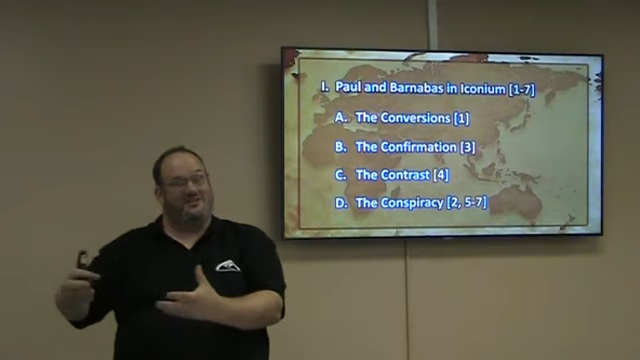 I. Paul and Barnabas in Iconium [1-7]
A. The Conversions [1]
B. The Confirmation [3]
C. The Contrast [4]
D. The Conspiracy [2, 5-7]